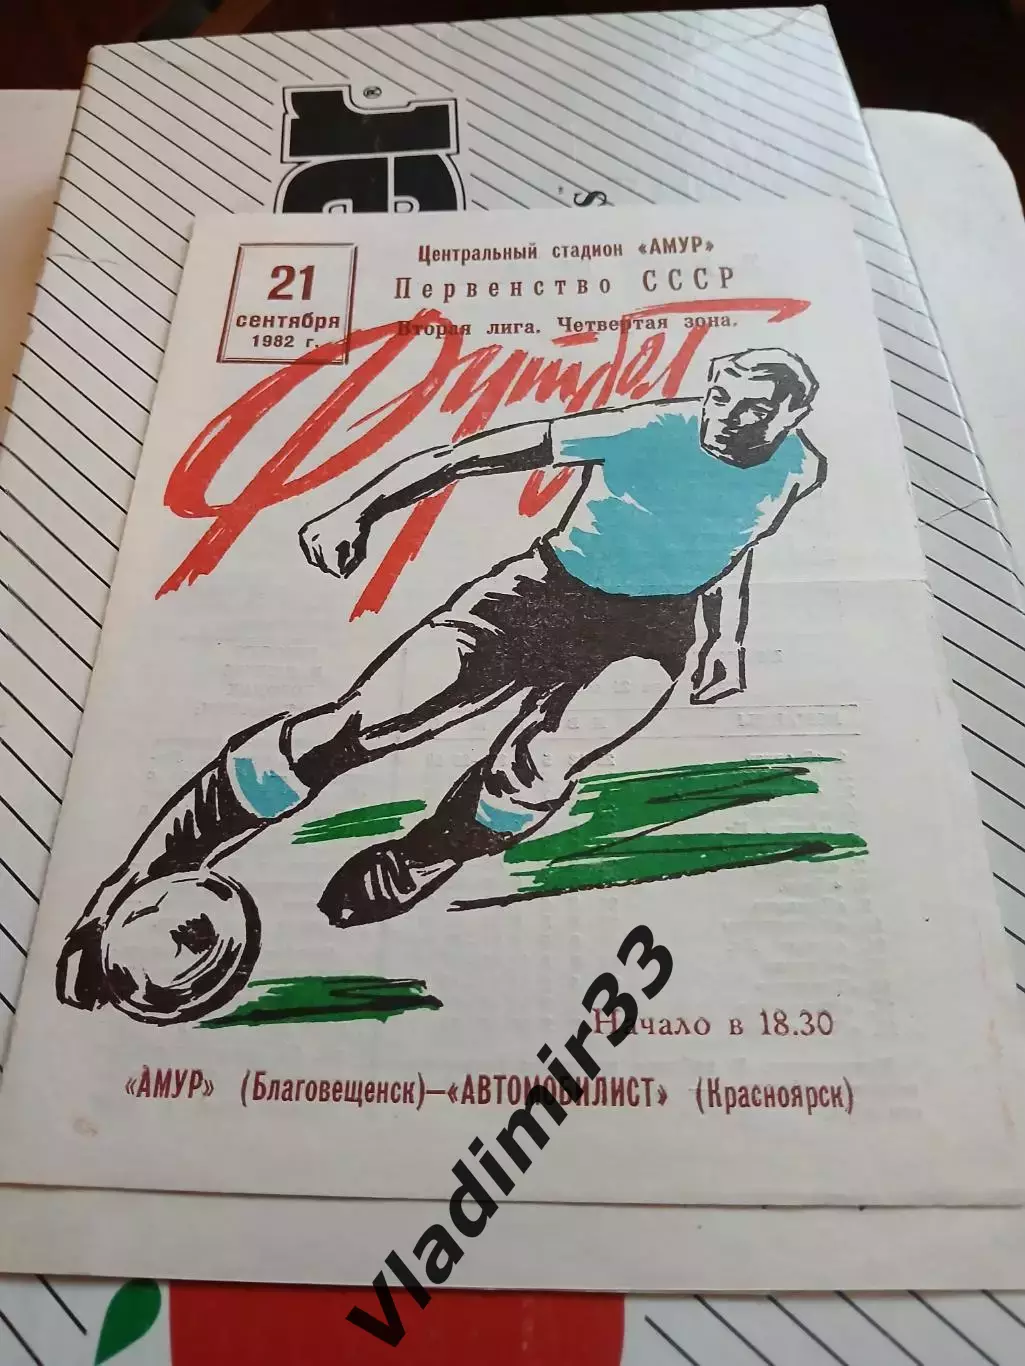 21
сентября
1982 г.
Центральный стадион «АМУР»
Первенство СССР
Вторая лига. Четвертая зона.
Футбол
Начало в 18.30
«АМУР» (Благовещенск)—«АВТОМОБИЛИСТ» (Красноярск)
vladimir33